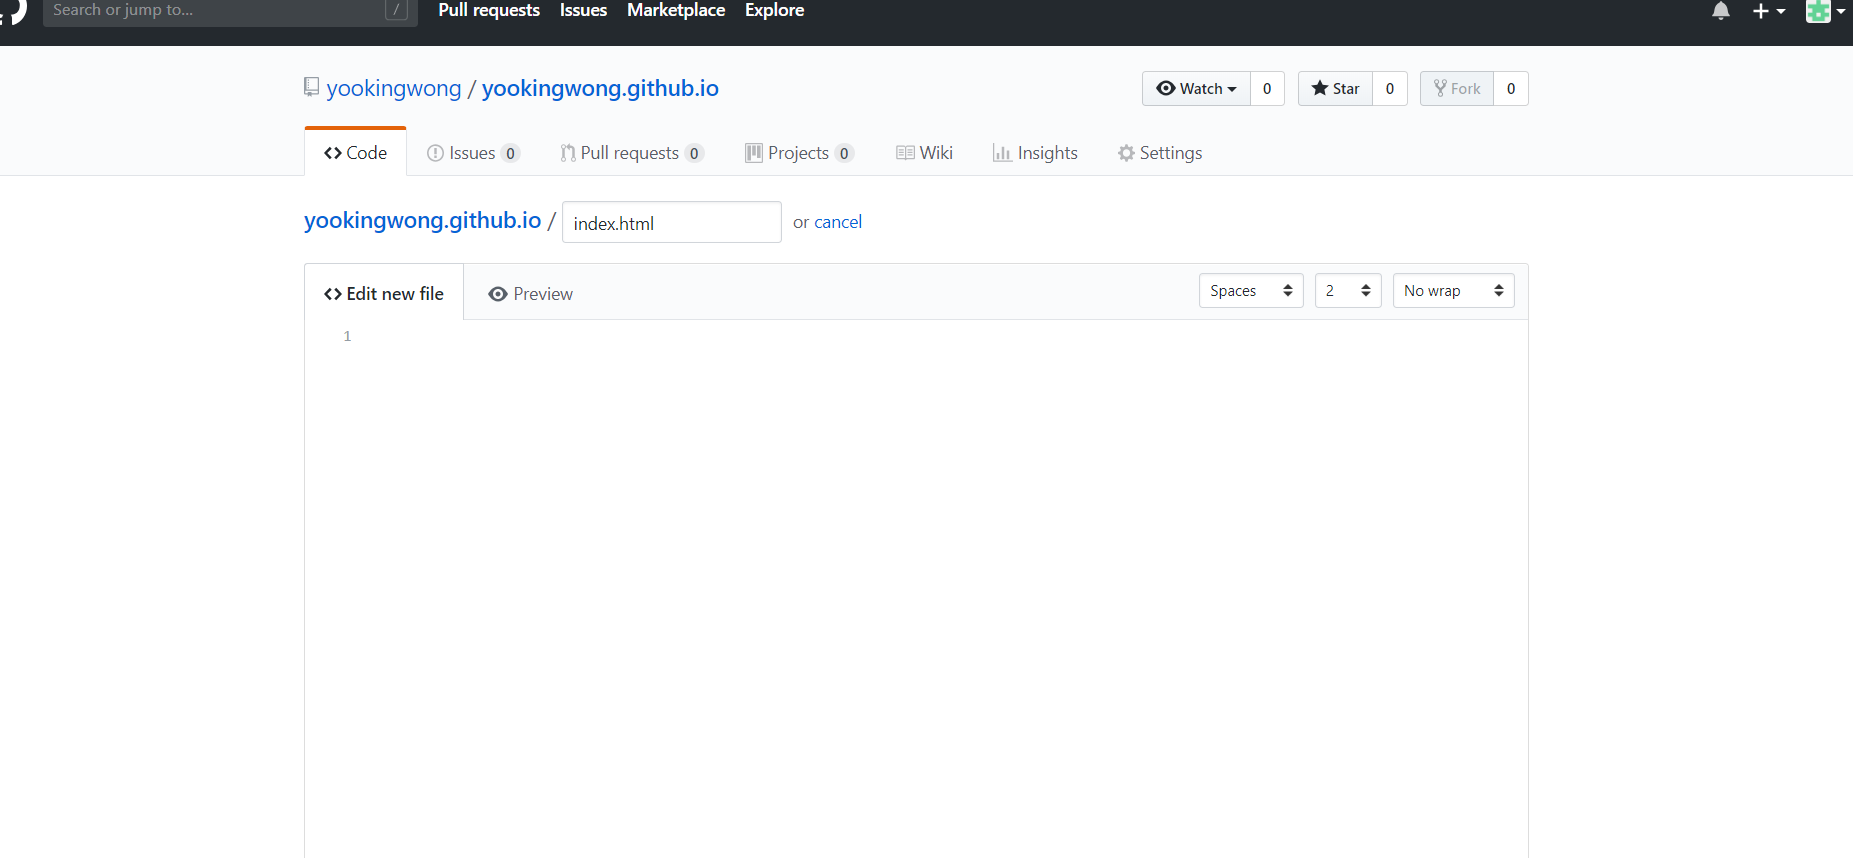 Search or jump to... / Pull requests Issues Marketplace Explore
yookingwong / yookingwong.github.io Watch 0 Star 0 Fork 0
Code Issues 0 Pull requests 0 Projects 0 Wiki Insights Settings
yookingwong.github.io / index.html or cancel
Edit new file Preview Spaces 2 No wrap
1